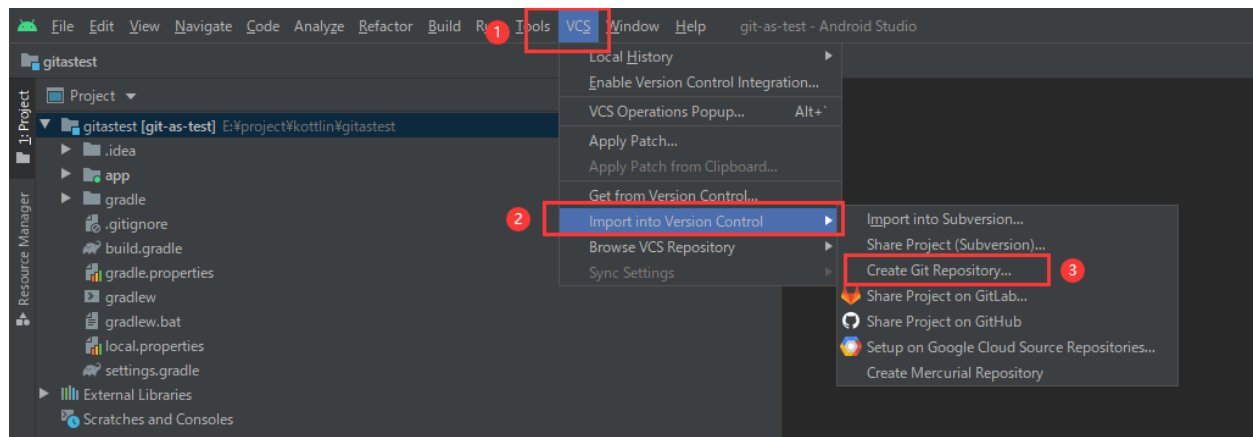 File Edit View Navigate Code Analyze Refactor Build Tools VCS Window Help git-as-test - Android Studio
1
gitastest
Project
gitastest [git-as-test] E:¥project¥kottlin¥gitastest
.idea
app
gradle
.gitignore
build.gradle
gradle.properties
gradlew
gradlew.bat
local.properties
settings.gradle
External Libraries
Scratches and Consoles
1: Project
Resource Manager
Local History
Enable Version Control Integration...
VCS Operations Popup... Alt+`
Apply Patch...
Apply Patch from Clipboard...
Get from Version Control...
2
Import into Version Control
Browse VCS Repository
Sync Settings
Import into Subversion...
Share Project (Subversion)...
Create Git Repository...
3
Share Project on GitLab...
Share Project on GitHub
Setup on Google Cloud Source Repositories...
Create Mercurial Repository